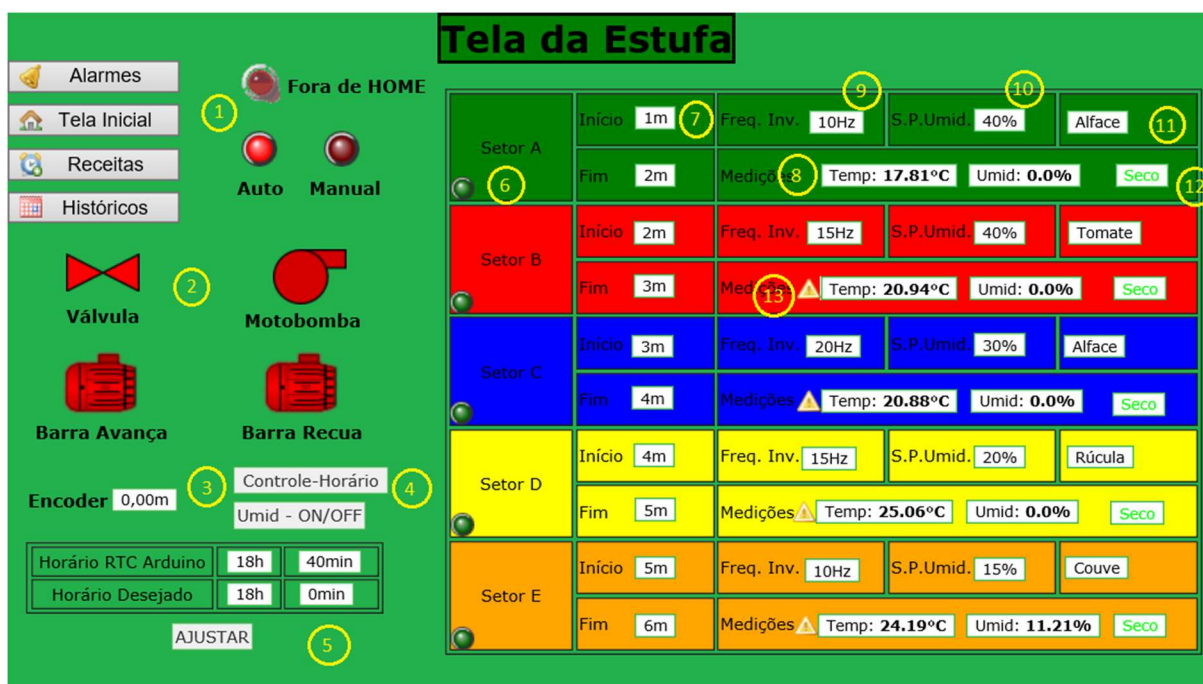 Tela da Estufa
Alarmes
Tela Inicial
Receitas
Históricos
1
Fora de HOME
Auto Manual
2
Válvula Motobomba
Barra Avança Barra Recua
Encoder 0,00m 3 Controle-Horário 4
Umid - ON/OFF
Horário RTC Arduino 18h 40min
Horário Desejado 18h 0min
AJUSTAR 5
9 10
Setor A 6
Início 1m 7 Freq. Inv. 10Hz S.P.Umid. 40% Alface 11
Fim 2m Medições 8 Temp: 17.81ºC Umid: 0.0% Seco 12
Setor B
Início 2m Freq. Inv. 15Hz S.P.Umid. 40% Tomate
Fim 3m Medições 13 Temp: 20.94ºC Umid: 0.0% Seco
Setor C
Início 3m Freq. Inv. 20Hz S.P.Umid. 30% Alface
Fim 4m Medições Temp: 20.88ºC Umid: 0.0% Seco
Setor D
Início 4m Freq. Inv. 15Hz S.P.Umid. 20% Rúcula
Fim 5m Medições Temp: 25.06ºC Umid: 0.0% Seco
Setor E
Início 5m Freq. Inv. 10Hz S.P.Umid. 15% Couve
Fim 6m Medições Temp: 24.19ºC Umid: 11.21% Seco